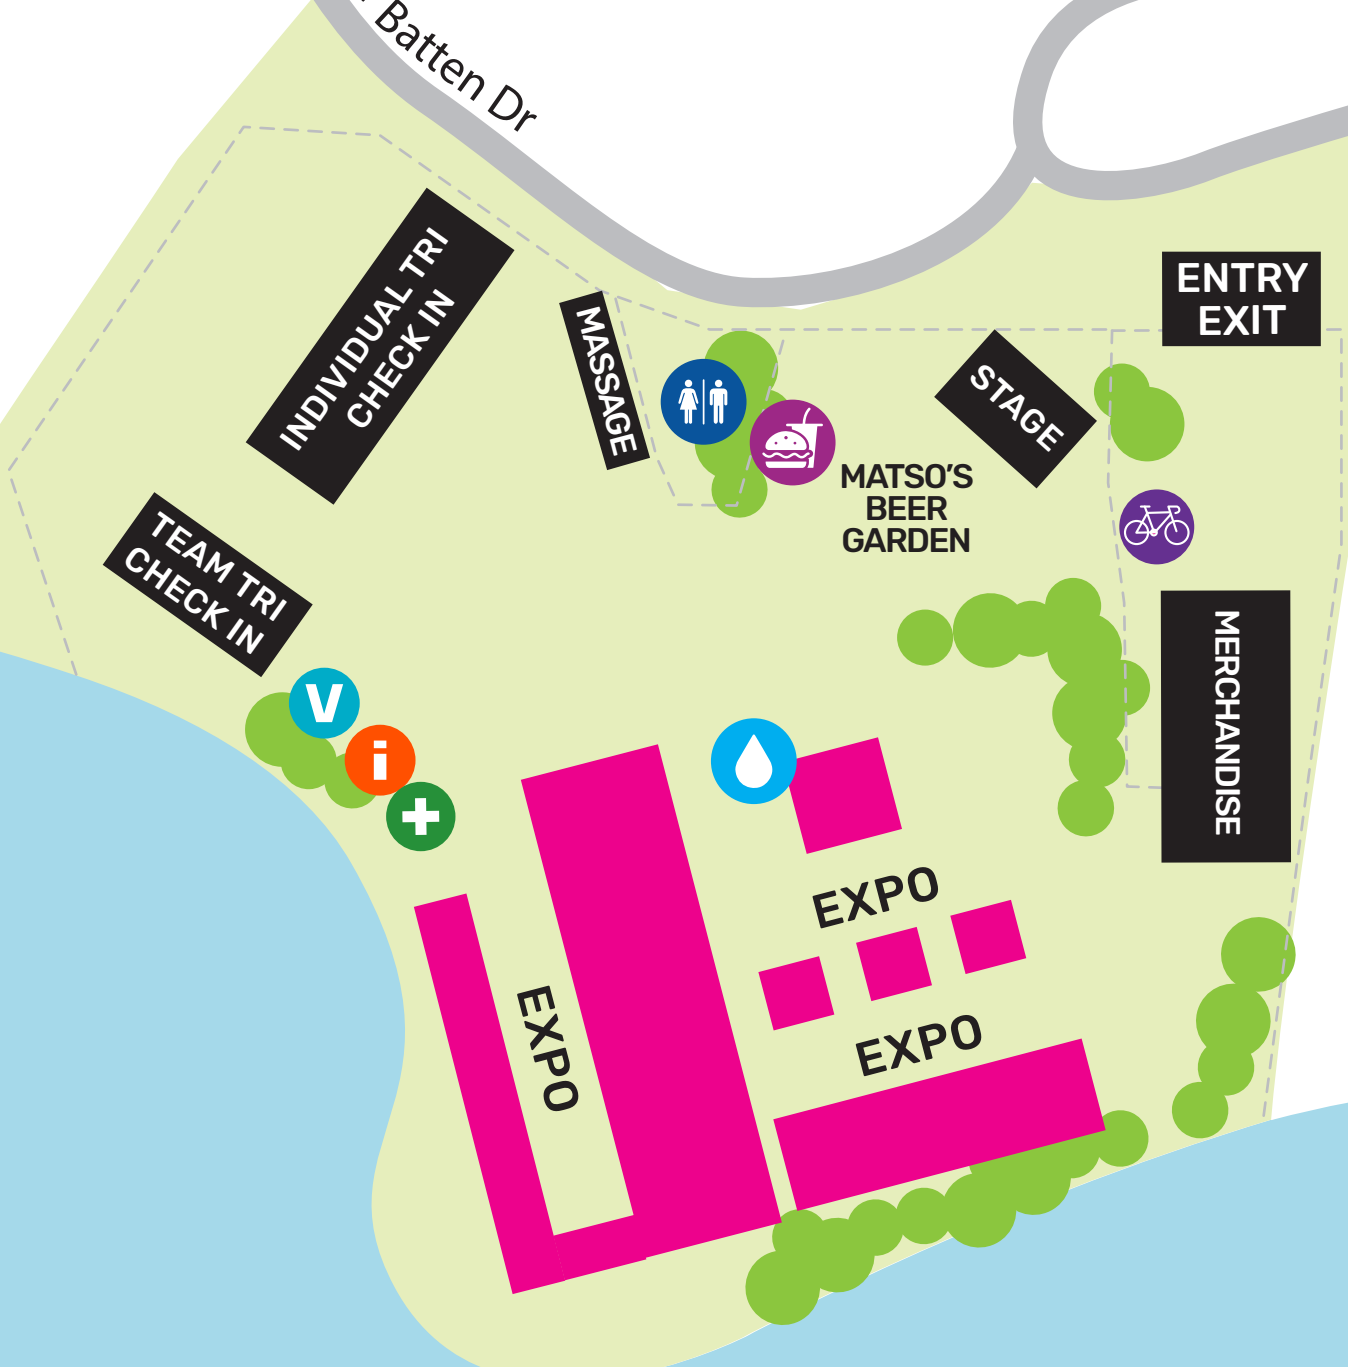 Batten Dr
ENTRY
EXIT
INDIVIDUAL TRI
CHECK IN
MASSAGE
STAGE
MATSO'S
BEER
GARDEN
TEAM TRI
CHECK IN
MERCHANDISE
V
i
EXPO
EXPO
EXPO